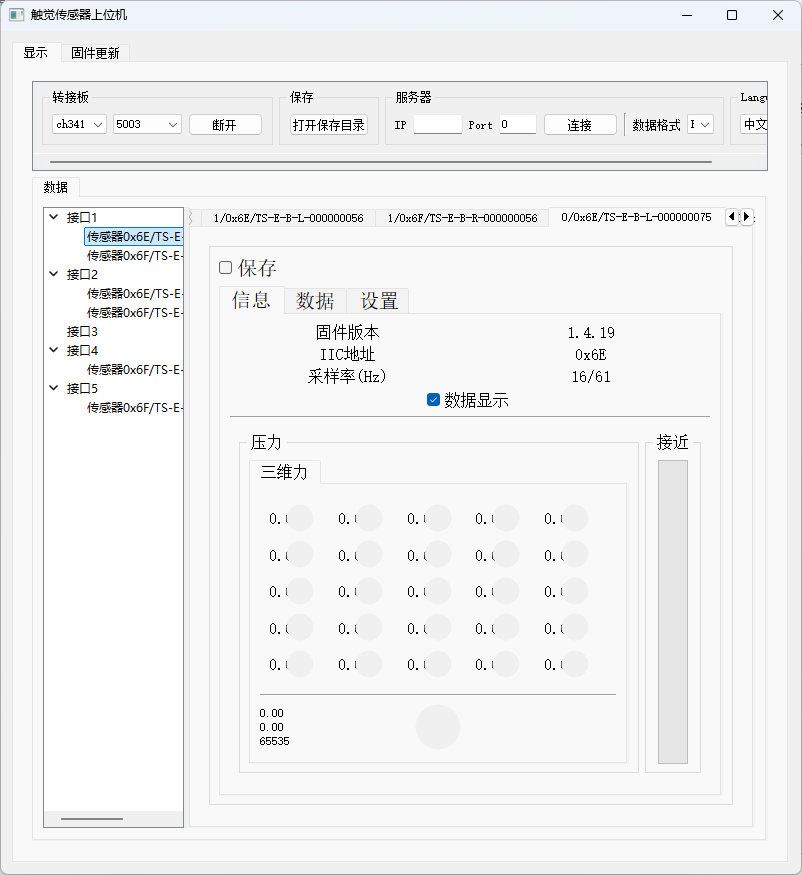 触觉传感器上位机
显示 固件更新
转接板 保存 服务器
ch341 5003 断开 打开保存目录 IP Port 0 连接 数据格式 中文
数据
接口1
传感器0x6E/TS-E-
传感器0x6F/TS-E-
接口2
传感器0x6E/TS-E-
传感器0x6F/TS-E-
接口3
接口4
传感器0x6F/TS-E-
接口5
传感器0x6F/TS-E-
1/0x6E/TS-E-B-L-000000056 1/0x6F/TS-E-B-R-000000056 0/0x6E/TS-E-B-L-000000075
保存
信息 数据 设置
固件版本 1.4.19
IIC地址 0x6E
采样率(Hz) 16/61
数据显示
压力 接近
三维力
0. 0. 0. 0. 0.
0. 0. 0. 0. 0.
0. 0. 0. 0. 0.
0. 0. 0. 0. 0.
0. 0. 0. 0. 0.
0.00
0.00
65535